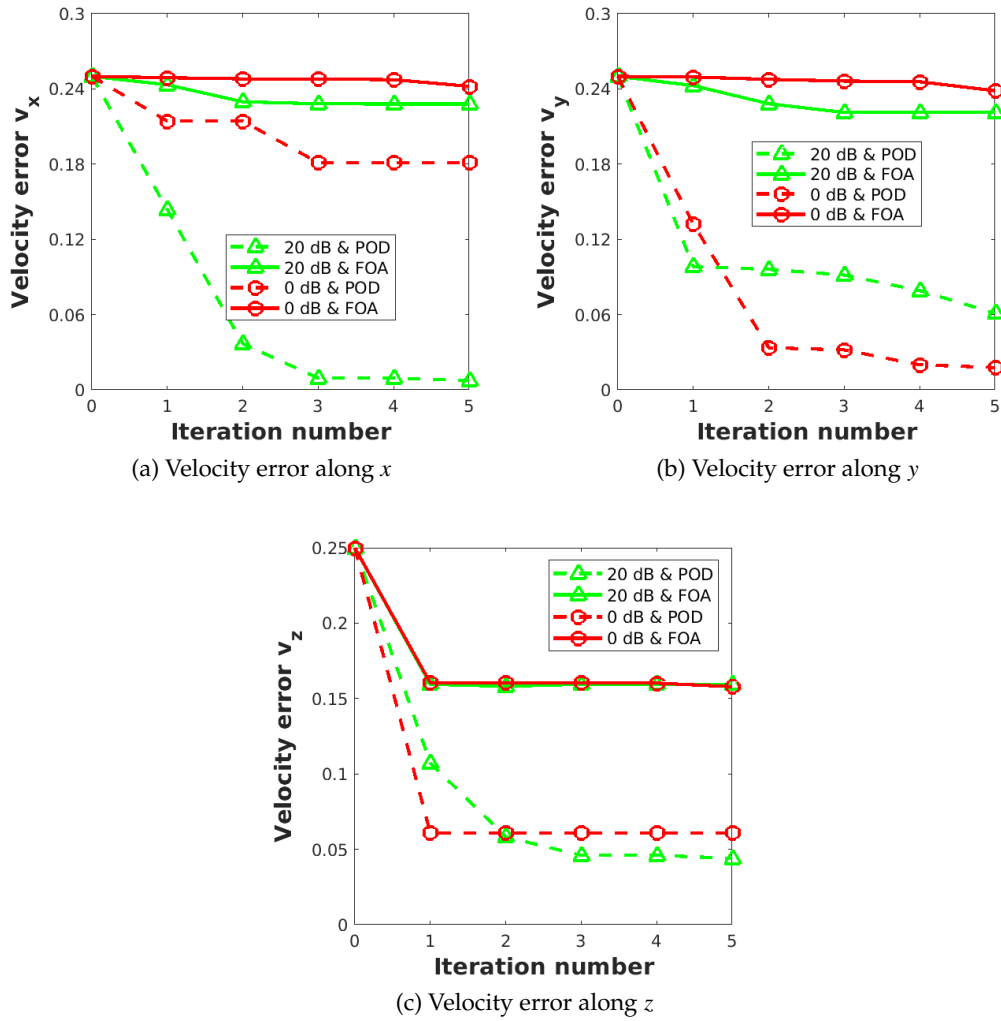 0.3
0.24
0.18
0.12
0.06
0
Velocity error v_x
20 dB & POD
20 dB & FOA
0 dB & POD
0 dB & FOA
0 1 2 3 4 5
Iteration number
(a) Velocity error along x
0.3
0.24
0.18
0.12
0.06
0
Velocity error v_y
20 dB & POD
20 dB & FOA
0 dB & POD
0 dB & FOA
0 1 2 3 4 5
Iteration number
(b) Velocity error along y
0.25
0.2
0.15
0.1
0.05
0
Velocity error v_z
20 dB & POD
20 dB & FOA
0 dB & POD
0 dB & FOA
0 1 2 3 4 5
Iteration number
(c) Velocity error along z